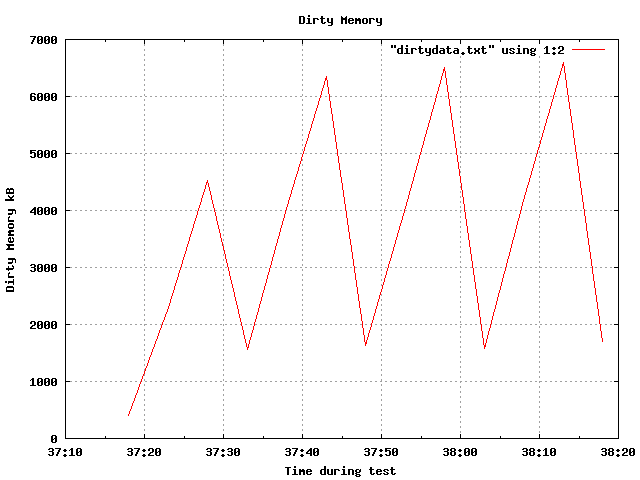 Dirty Memory
"dirtydata.txt" using 1:2
7000
6000
5000
4000
3000
2000
1000
0
Dirty Memory kB
37:10 37:20 37:30 37:40 37:50 38:00 38:10 38:20
Time during test